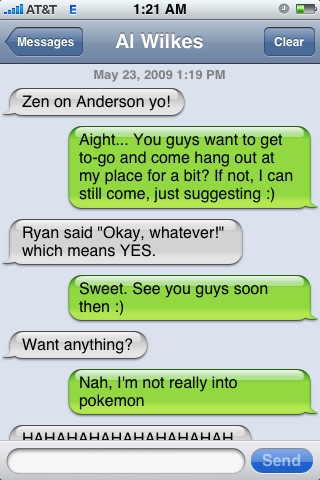 AT&T E 1:21 AM
Messages Al Wilkes Clear
May 23, 2009 1:19 PM
Zen on Anderson yo!
Aight... You guys want to get
to-go and come hang out at
my place for a bit? If not, I can
still come, just suggesting :)
Ryan said "Okay, whatever!"
which means YES.
Sweet. See you guys soon
then :)
Want anything?
Nah, I'm not really into
pokemon
HAHAHAHAHAHAHAHAHAH
Send